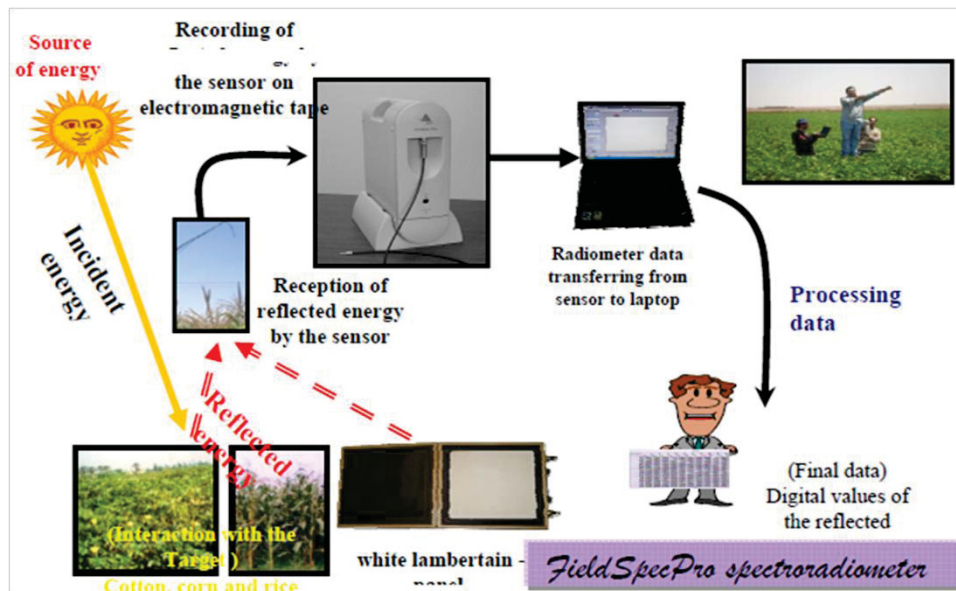 Source
of energy
Recording of
the sensor on
electromagnetic tape
Incident
energy
Reception of
reflected energy
by the sensor
Radiometer data
transferring from
sensor to laptop
Processing
data
Reflected
energy
(Interaction with the
Target )
Cotton, corn and rice
white lambertain -
panel
(Final data)
Digital values of
the reflected
FieldSpecPro spectroradiometer